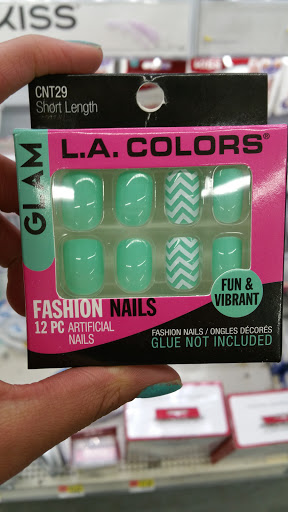 KISS
CNT29
Short Length
GLAM
L.A. COLORS®
FUN &
VIBRANT
FASHION NAILS
12 PC ARTIFICIAL
NAILS
FASHION NAILS / ONGLES DÉCORÉS
GLUE NOT INCLUDED